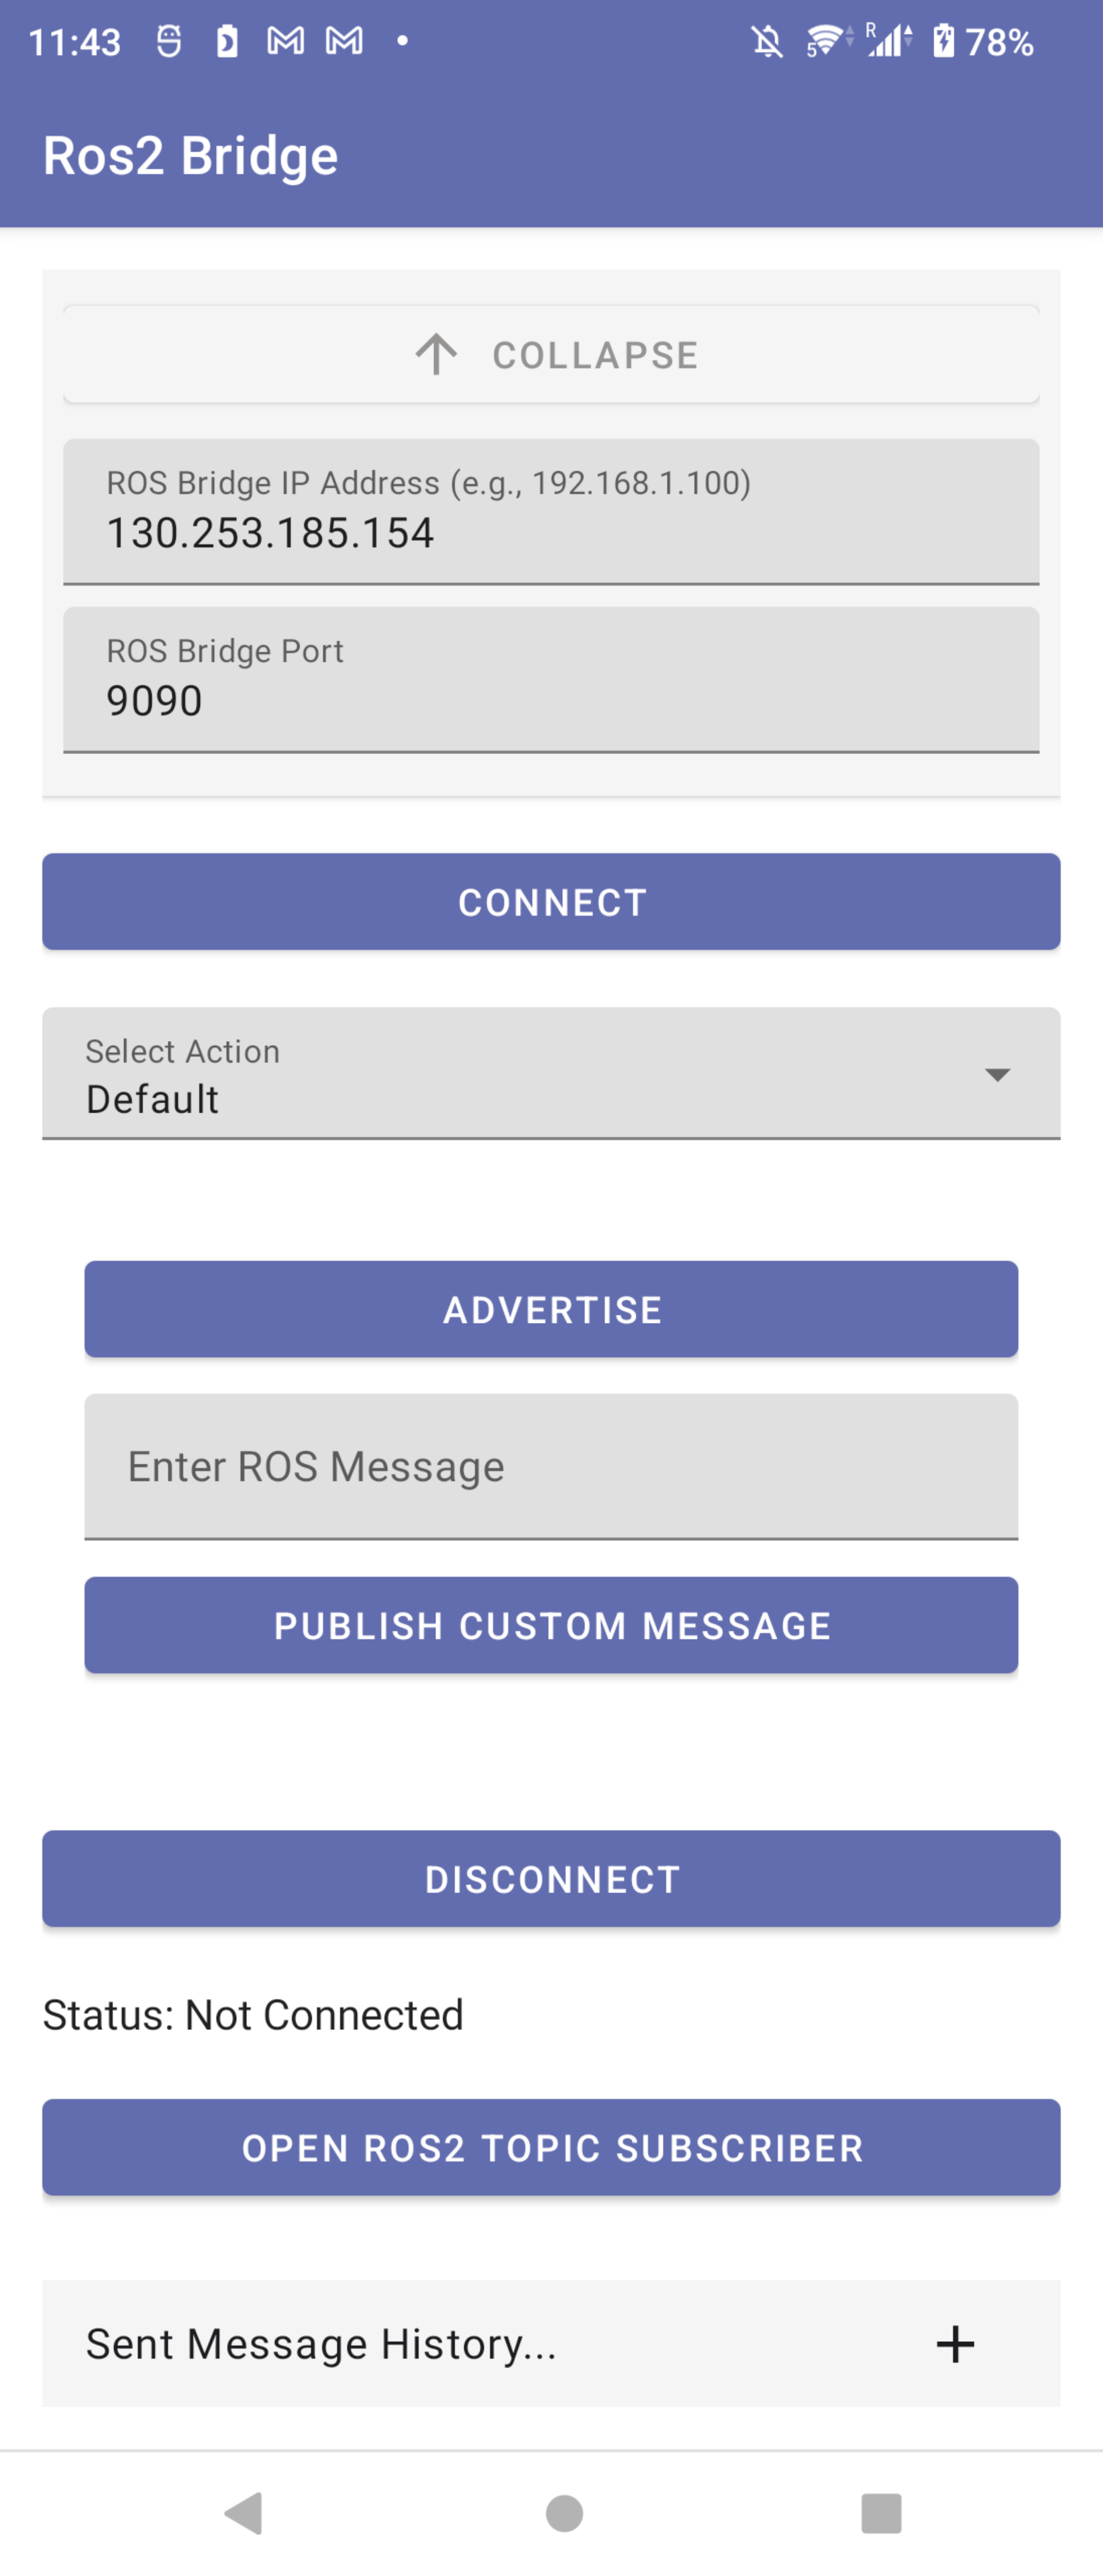 11:43
5
R
78%
Ros2 Bridge
COLLAPSE
ROS Bridge IP Address (e.g., 192.168.1.100)
130.253.185.154
ROS Bridge Port
9090
CONNECT
Select Action
Default
ADVERTISE
Enter ROS Message
PUBLISH CUSTOM MESSAGE
DISCONNECT
Status: Not Connected
OPEN ROS2 TOPIC SUBSCRIBER
Sent Message History...